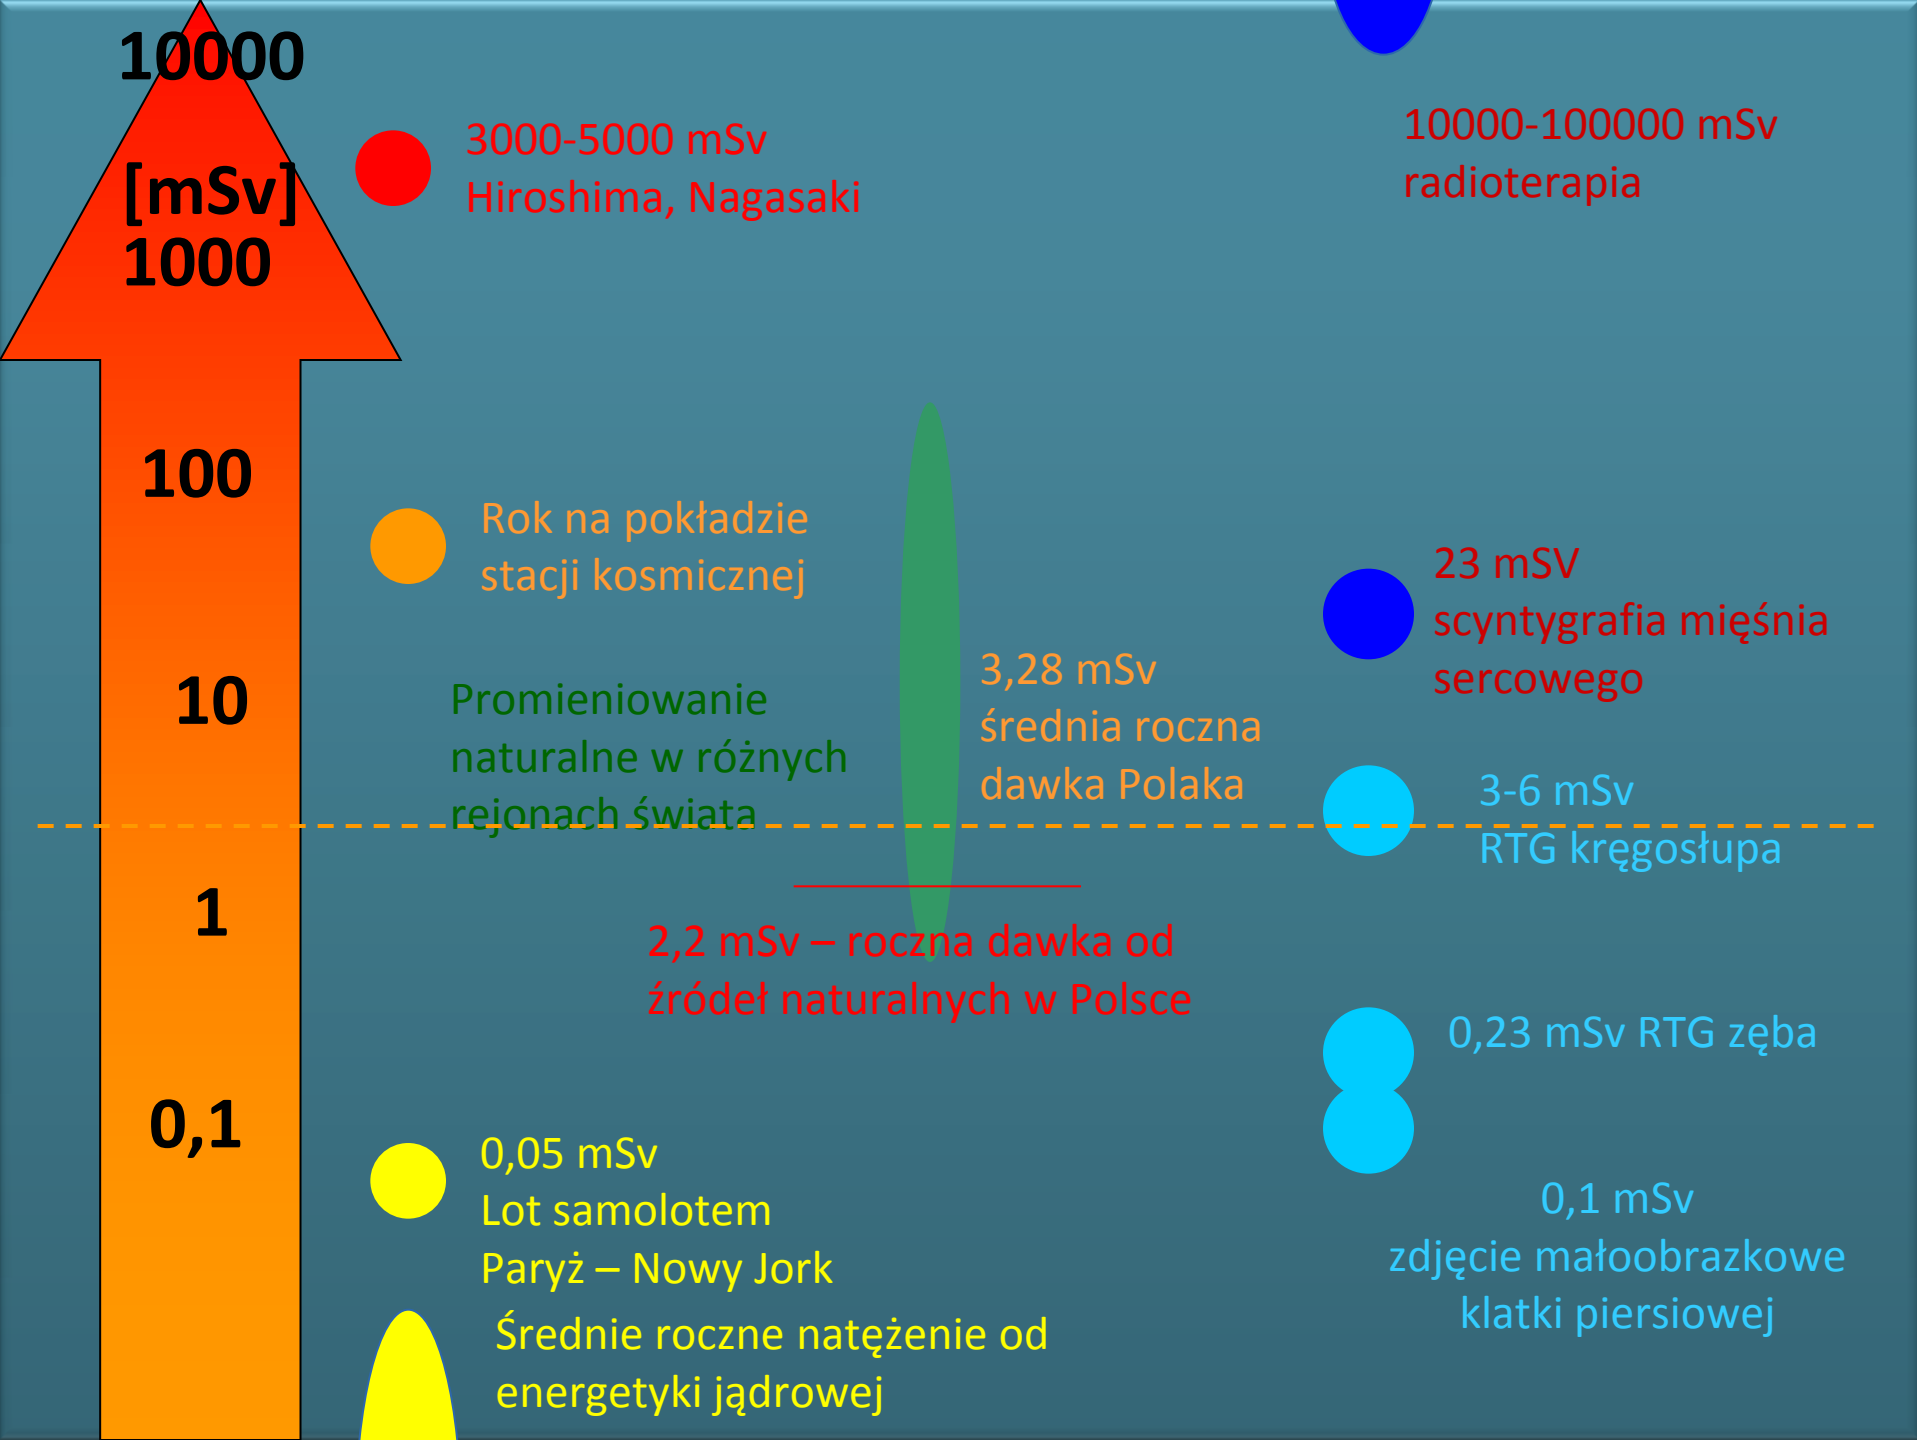 10000
[mSv]
1000
100
10
1
0,1
3000-5000 mSv
Hiroshima, Nagasaki
10000-100000 mSv
radioterapia
Rok na pokładzie
stacji kosmicznej
23 mSV
scyntygrafia mięśnia
sercowego
Promieniowanie
naturalne w różnych
rejonach świata
3,28 mSv
średnia roczna
dawka Polaka
3-6 mSv
RTG kręgosłupa
2,2 mSv – roczna dawka od
źródeł naturalnych w Polsce
0,23 mSv RTG zęba
0,05 mSv
Lot samolotem
Paryż – Nowy Jork
0,1 mSv
zdjęcie małoobrazkowe
klatki piersiowej
Średnie roczne natężenie od
energetyki jądrowej